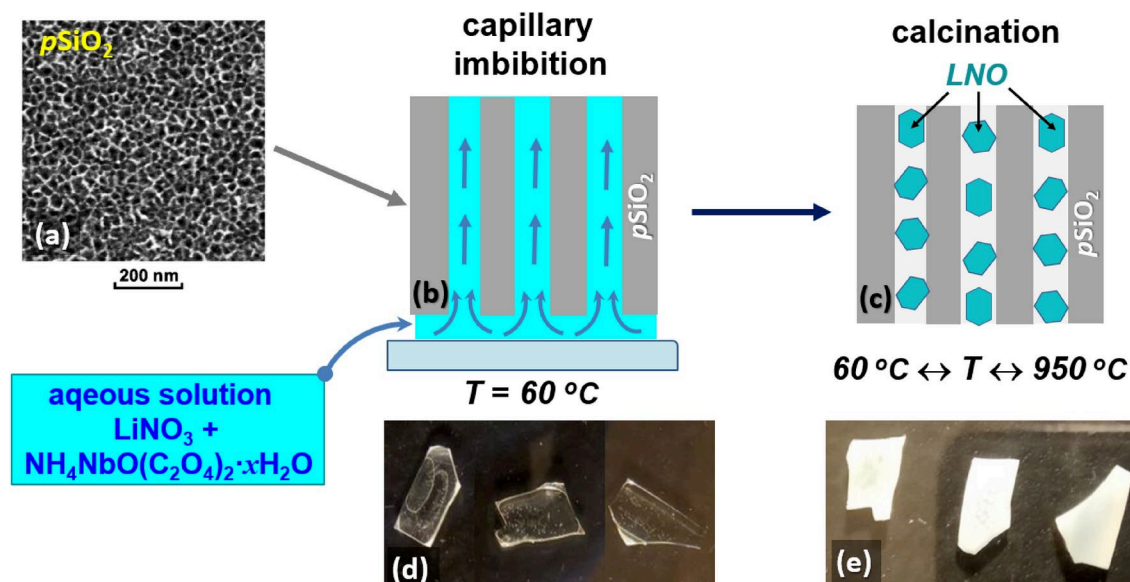 pSiO₂
(a)
200 nm
aqeous solution
LiNO₃ +
NH₄NbO(C₂O₄)₂·xH₂O
capillary
imbibition
pSiO₂
(b)
T = 60 °C
(d)
calcination
LNO
pSiO₂
(c)
60 °C ↔ T ↔ 950 °C
(e)